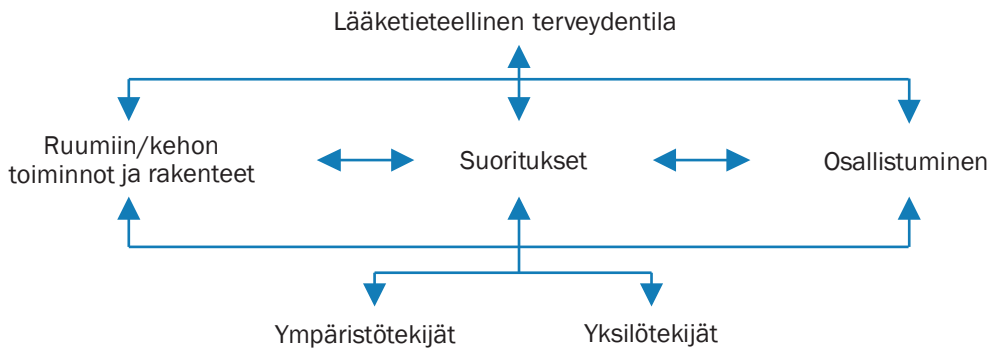 Lääketieteellinen terveydentila
Ruumiin/kehon
toiminnot ja rakenteet
Suoritukset
Osallistuminen
Ympäristötekijät
Yksilötekijät